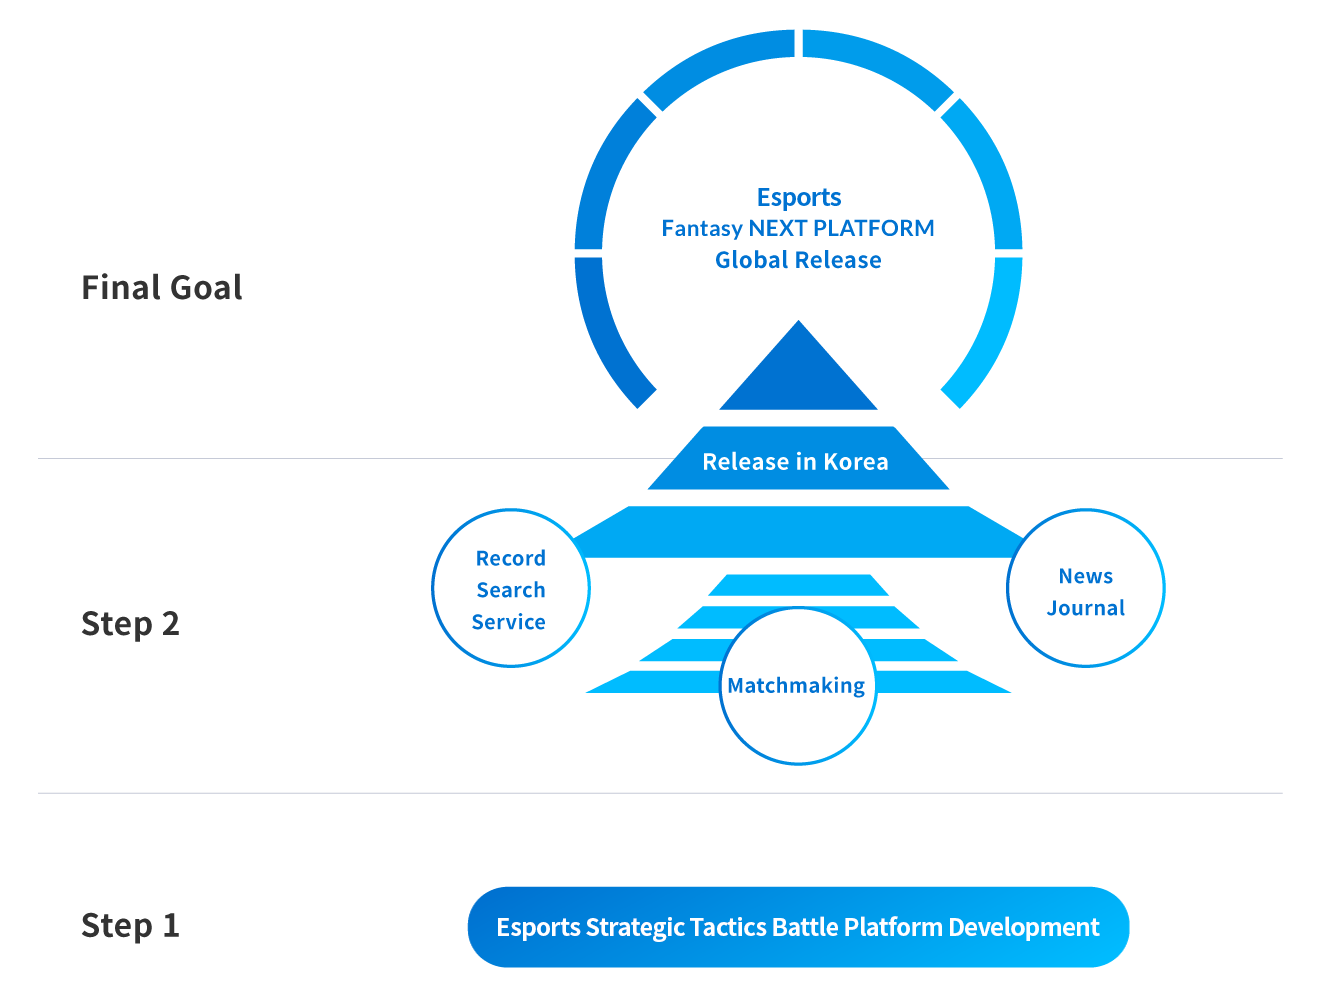 Esports
Fantasy NEXT PLATFORM
Global Release
Final Goal
Release in Korea
Record
Search
Service
News
Journal
Step 2
Matchmaking
Step 1
Esports Strategic Tactics Battle Platform Development